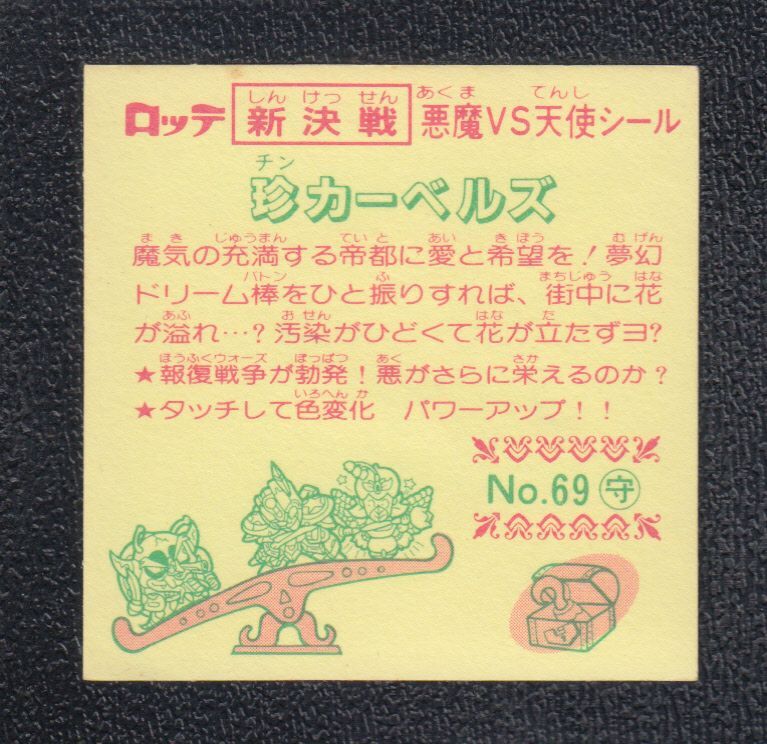 しん けっ せん あくま てんし
ロッテ 新決戦 悪魔VS天使シール
チン
珍カーベルズ
ま き じゅうまん ていと あい きぼう むげん
魔気の充満する帝都に愛と希望を!夢幻
バトン ふ まちじゅう はな
ドリーム棒をひと振りすれば、街中に花
あふ おせん はな た
が溢れ…?汚染がひどくて花が立たずヨ?
ほうふくウォーズ ぼっぱつ あく さか
★報復戦争が勃発!悪がさらに栄えるのか?
いろへんか
★タッチして色変化 パワーアップ!!
No.69 守